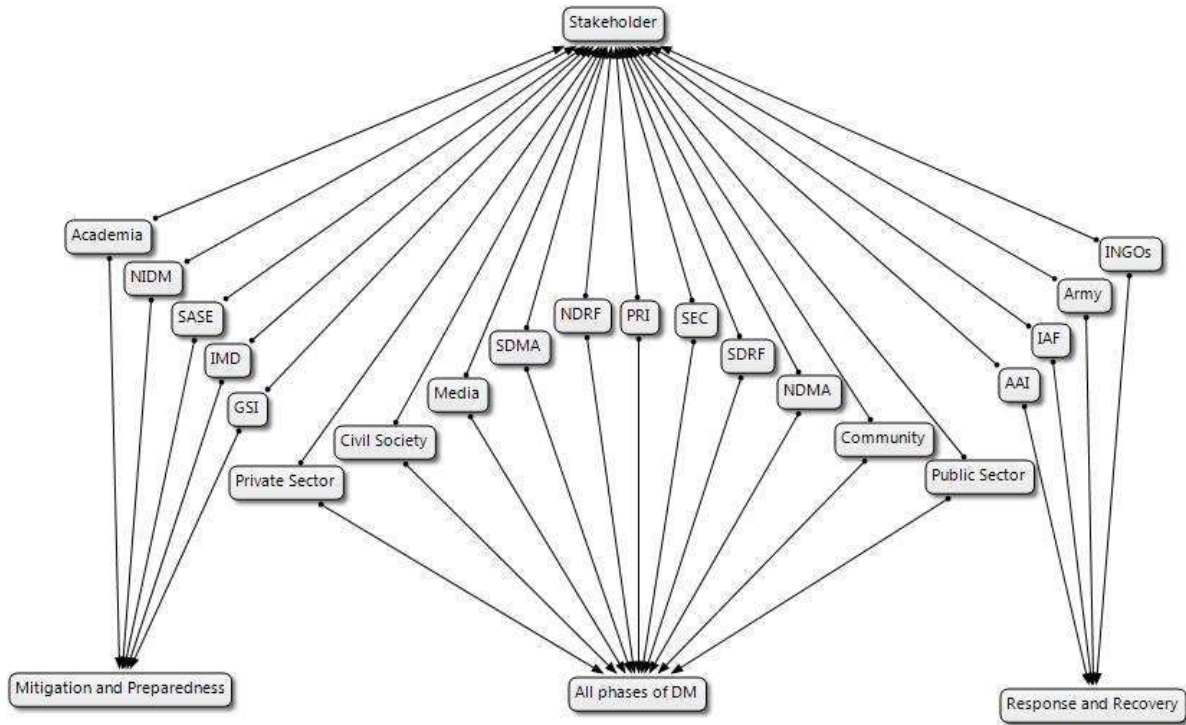 Stakeholder
Academia
INGOs
NIDM
Army
SASE
NDRF
PRI
SEC
IAF
IMD
SDMA
SDRF
AAI
GSI
Media
NDMA
Civil Society
Community
Private Sector
Public Sector
Mitigation and Preparedness
All phases of DM
Response and Recovery